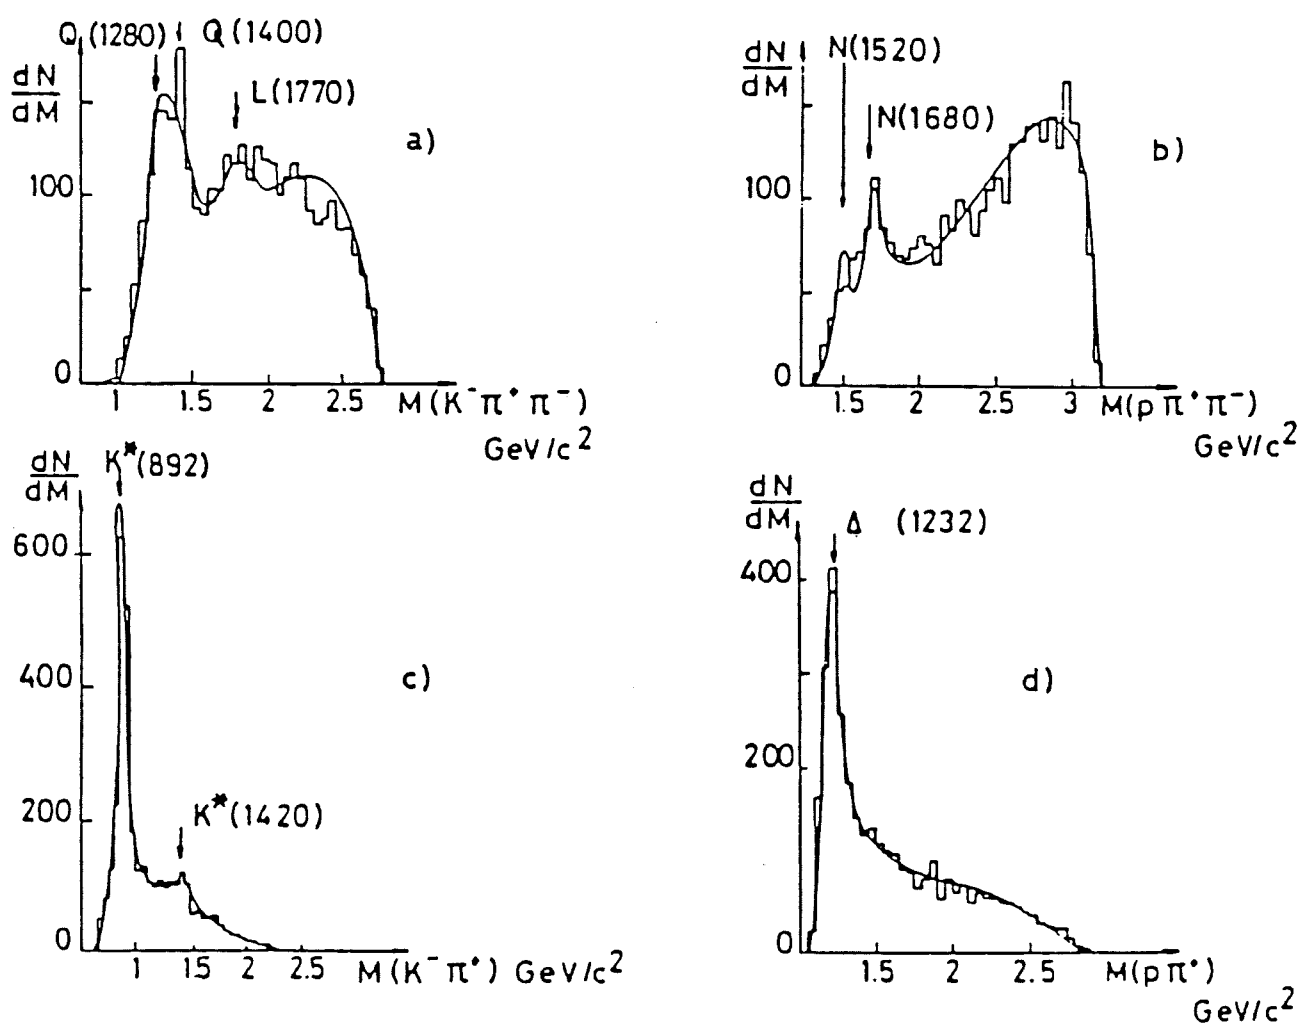 Q(1280) Q(1400)
dN
dM
L(1770)
a)
100
0
1 1.5 2 2.5 M(K⁻π⁺π⁻)
GeV/c²
dN
dM
N(1520)
N(1680)
b)
100
0
1.5 2 2.5 3 M(pπ⁺π⁻)
GeV/c²
dN
dM
K*(892)
600
400
c)
K*(1420)
200
0
1 1.5 2 2.5 M(K⁻π⁺) GeV/c²
dN
dM
Δ (1232)
400
d)
200
0
1.5 2 2.5 M(pπ⁺)
GeV/c²